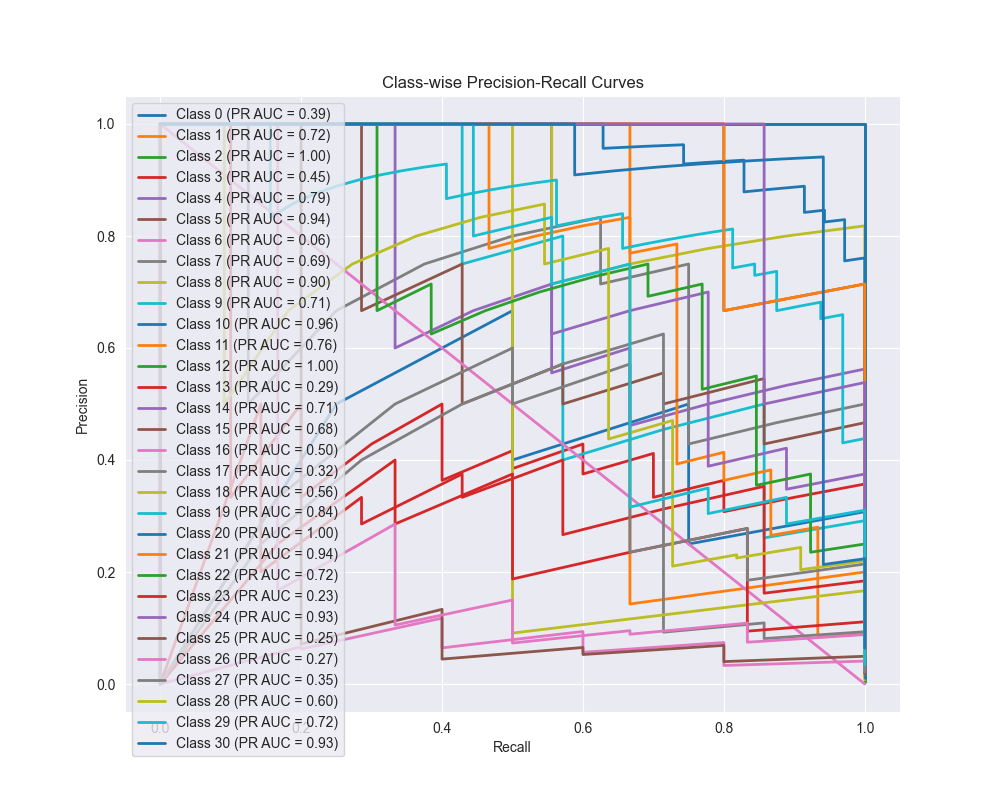 Class-wise Precision-Recall Curves
Precision
1.0
0.8
0.6
0.4
0.2
0.0
Class 0 (PR AUC = 0.39)
Class 1 (PR AUC = 0.72)
Class 2 (PR AUC = 1.00)
Class 3 (PR AUC = 0.45)
Class 4 (PR AUC = 0.79)
Class 5 (PR AUC = 0.94)
Class 6 (PR AUC = 0.06)
Class 7 (PR AUC = 0.69)
Class 8 (PR AUC = 0.90)
Class 9 (PR AUC = 0.71)
Class 10 (PR AUC = 0.96)
Class 11 (PR AUC = 0.76)
Class 12 (PR AUC = 1.00)
Class 13 (PR AUC = 0.29)
Class 14 (PR AUC = 0.71)
Class 15 (PR AUC = 0.68)
Class 16 (PR AUC = 0.50)
Class 17 (PR AUC = 0.32)
Class 18 (PR AUC = 0.56)
Class 19 (PR AUC = 0.84)
Class 20 (PR AUC = 1.00)
Class 21 (PR AUC = 0.94)
Class 22 (PR AUC = 0.72)
Class 23 (PR AUC = 0.23)
Class 24 (PR AUC = 0.93)
Class 25 (PR AUC = 0.25)
Class 26 (PR AUC = 0.27)
Class 27 (PR AUC = 0.35)
Class 28 (PR AUC = 0.60)
Class 29 (PR AUC = 0.72)
Class 30 (PR AUC = 0.93)
0.0 0.2 0.4 0.6 0.8 1.0
Recall